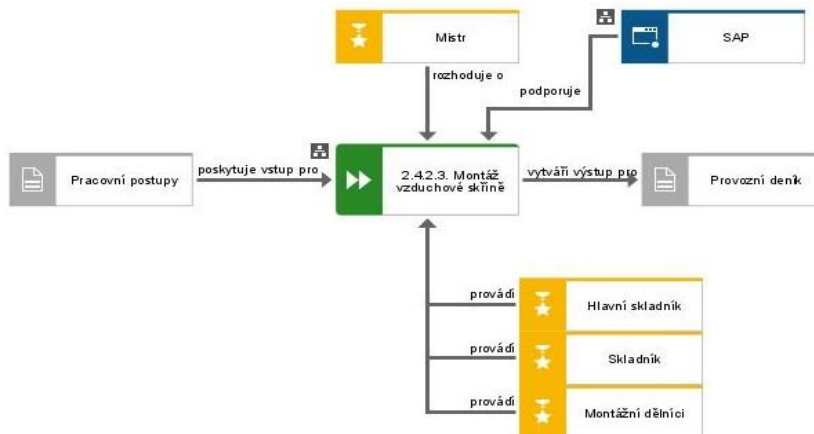 Mistr
SAP
rozhoduje o
podporuje
Pracovní postupy
poskytuje vstup pro
2.4.2.3. Montáž
vzduchové skříně
vytváří výstup pro
Provozní deník
provádí
Hlavní skladník
provádí
Skladník
provádí
Montážní dělníci